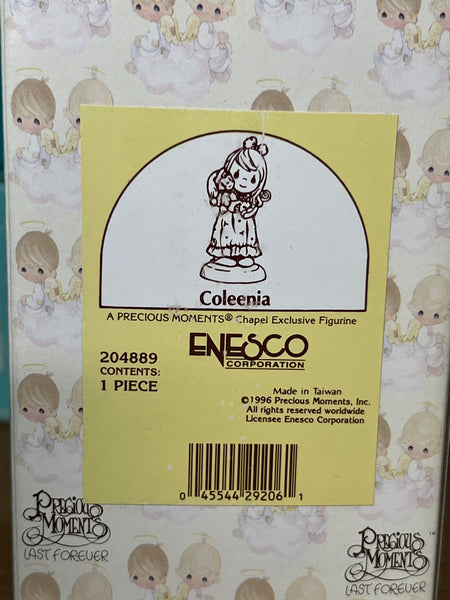 Coleenia
A PRECIOUS MOMENTS® Chapel Exclusive Figurine
ENESCO
CORPORATION
204889
CONTENTS:
1 PIECE
Made in Taiwan
©1996 Precious Moments, Inc.
All rights reserved worldwide
Licensee Enesco Corporation
0 45544 29206 1
PRECIOUS
MOMENTS
LAST FOREVER
PRECIOUS
MOMENTS™
LAST FOREVER